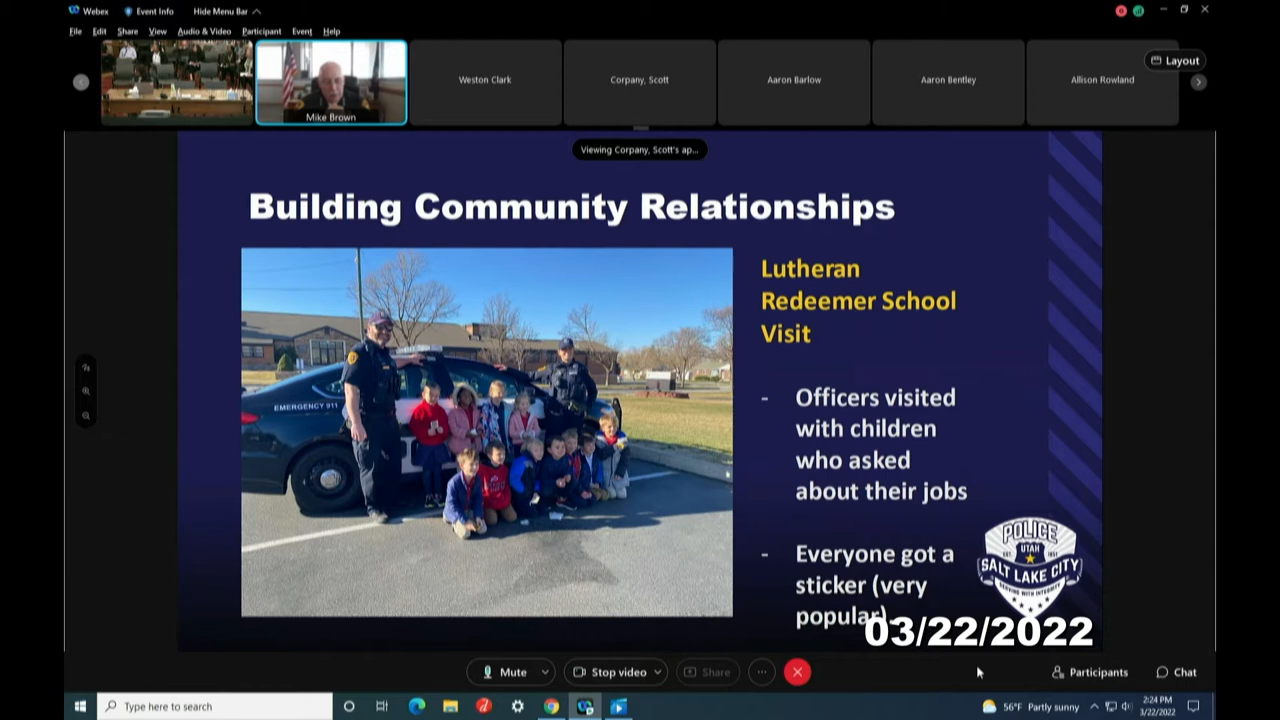 Webex
Event Info
Hide Menu Bar
File Edit Share View Audio & Video Participant Event Help
Mike Brown
Weston Clark
Corpany, Scott
Aaron Barlow
Aaron Bentley
Allison Rowland
Layout
Viewing Corpany, Scott's ap...
Building Community Relationships
EMERGENCY 911
Lutheran
Redeemer School
Visit
- Officers visited
with children
who asked
about their jobs
- Everyone got a
sticker (very
popular)
POLICE
UTAH
SALT LAKE CITY
SERVING WITH INTEGRITY
03/22/2022
Mute
Stop video
Share
Participants
Chat
Type here to search
56°F Partly sunny
2:24 PM
3/22/2022